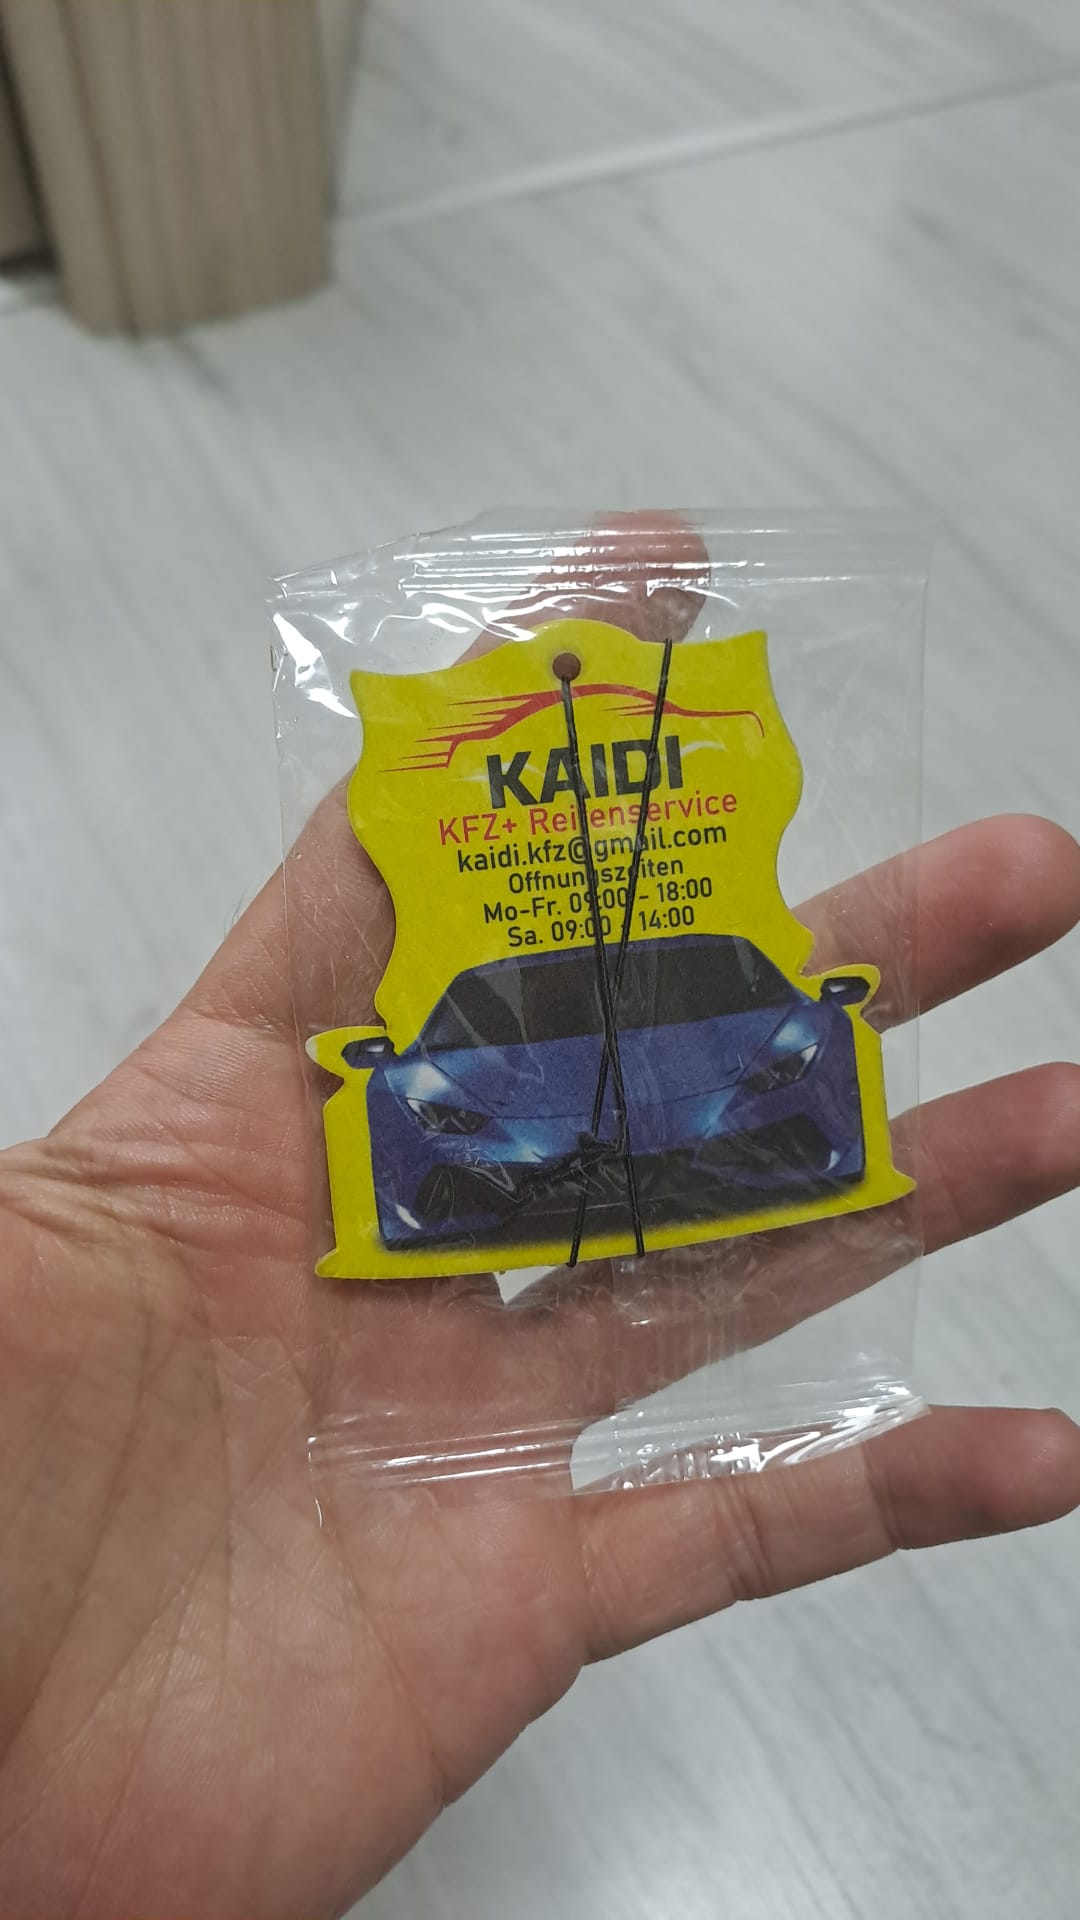 KAIDI
KFZ+ Reifenservice
kaidi.kfz@gmail.com
Offnungszeiten
Mo-Fr. 09:00 - 18:00
Sa. 09:00 - 14:00